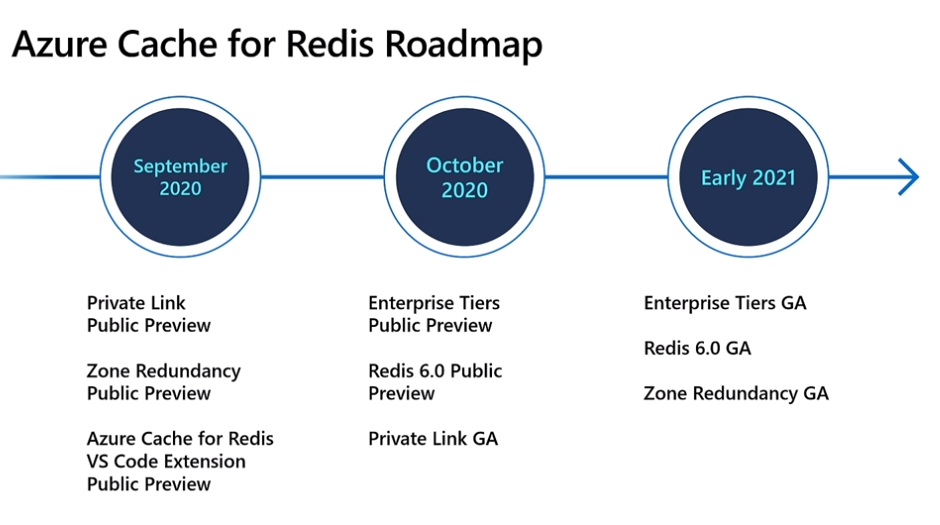 Azure Cache for Redis Roadmap
September
2020
October
2020
Early 2021
Private Link
Public Preview
Zone Redundancy
Public Preview
Azure Cache for Redis
VS Code Extension
Public Preview
Enterprise Tiers
Public Preview
Redis 6.0 Public
Preview
Private Link GA
Enterprise Tiers GA
Redis 6.0 GA
Zone Redundancy GA